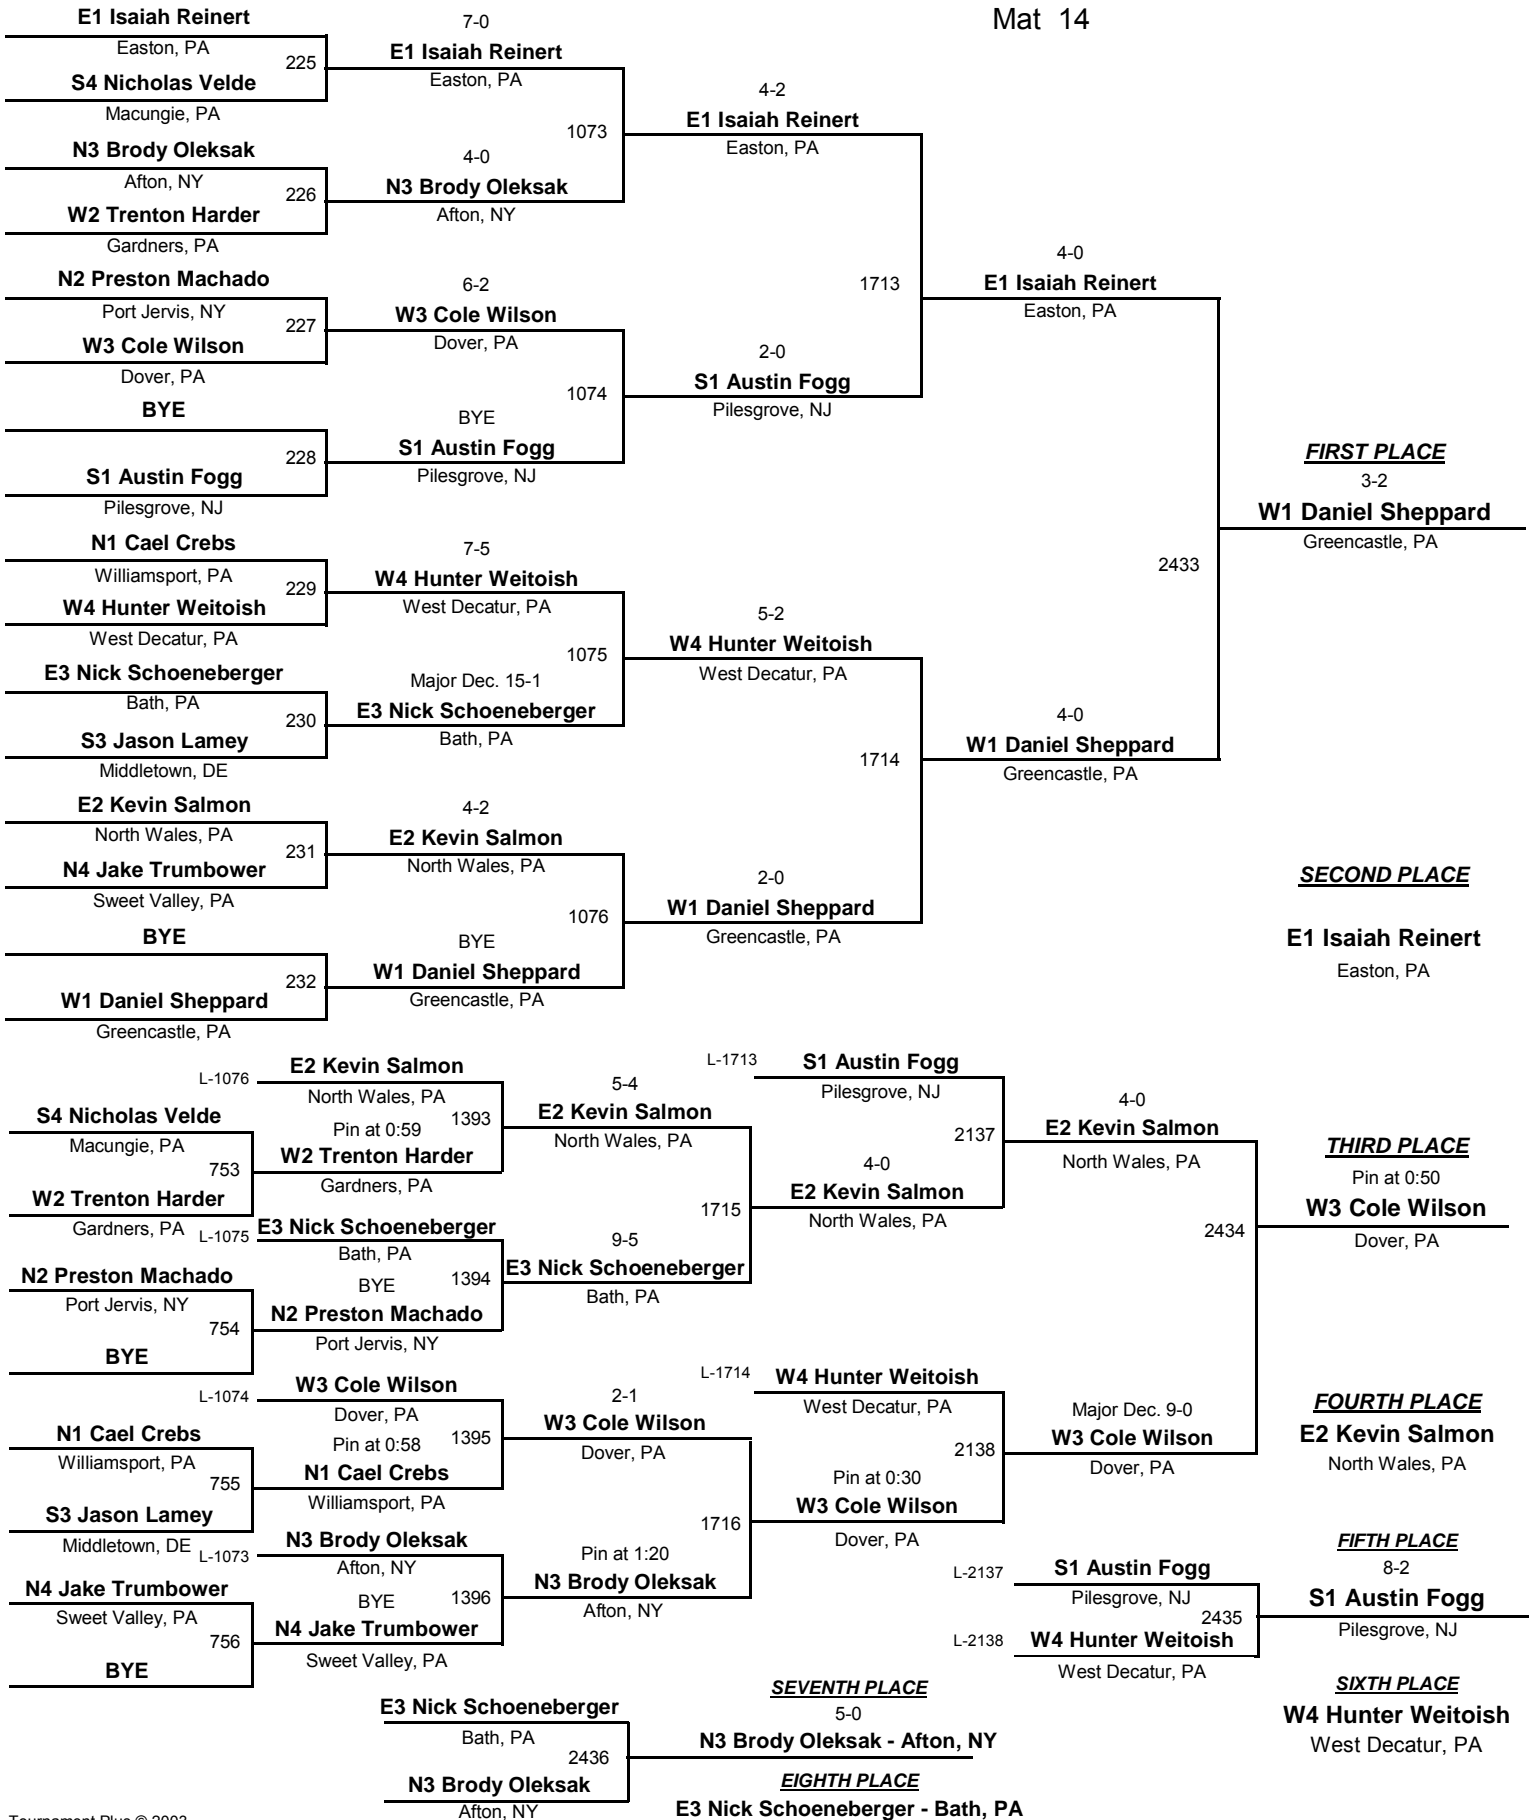 Mat 14
E1 Isaiah Reinert
Easton, PA
225
S4 Nicholas Velde
Macungie, PA
N3 Brody Oleksak
Afton, NY
226
W2 Trenton Harder
Gardners, PA
N2 Preston Machado
Port Jervis, NY
227
W3 Cole Wilson
Dover, PA
BYE
228
S1 Austin Fogg
Pilesgrove, NJ
N1 Cael Crebs
Williamsport, PA
229
W4 Hunter Weitoish
West Decatur, PA
E3 Nick Schoeneberger
Bath, PA
230
S3 Jason Lamey
Middletown, DE
E2 Kevin Salmon
North Wales, PA
231
N4 Jake Trumbower
Sweet Valley, PA
BYE
232
W1 Daniel Sheppard
Greencastle, PA
7-0
E1 Isaiah Reinert
Easton, PA
1073
4-0
N3 Brody Oleksak
Afton, NY
6-2
W3 Cole Wilson
Dover, PA
1074
BYE
S1 Austin Fogg
Pilesgrove, NJ
7-5
W4 Hunter Weitoish
West Decatur, PA
1075
Major Dec. 15-1
E3 Nick Schoeneberger
Bath, PA
4-2
E2 Kevin Salmon
North Wales, PA
1076
BYE
W1 Daniel Sheppard
Greencastle, PA
4-2
E1 Isaiah Reinert
Easton, PA
1713
2-0
S1 Austin Fogg
Pilesgrove, NJ
5-2
W4 Hunter Weitoish
West Decatur, PA
1714
2-0
W1 Daniel Sheppard
Greencastle, PA
4-0
E1 Isaiah Reinert
Easton, PA
2433
4-0
W1 Daniel Sheppard
Greencastle, PA
FIRST PLACE
3-2
W1 Daniel Sheppard
Greencastle, PA
SECOND PLACE
E1 Isaiah Reinert
Easton, PA
S4 Nicholas Velde
Macungie, PA
753
W2 Trenton Harder
Gardners, PA
N2 Preston Machado
Port Jervis, NY
754
BYE
N1 Cael Crebs
Williamsport, PA
755
S3 Jason Lamey
Middletown, DE
N4 Jake Trumbower
Sweet Valley, PA
756
BYE
L-1076
E2 Kevin Salmon
North Wales, PA
1393
Pin at 0:59
W2 Trenton Harder
Gardners, PA
L-1075
E3 Nick Schoeneberger
Bath, PA
1394
BYE
N2 Preston Machado
Port Jervis, NY
L-1074
W3 Cole Wilson
Dover, PA
1395
Pin at 0:58
N1 Cael Crebs
Williamsport, PA
L-1073
N3 Brody Oleksak
Afton, NY
1396
BYE
N4 Jake Trumbower
Sweet Valley, PA
5-4
E2 Kevin Salmon
North Wales, PA
1715
9-5
E3 Nick Schoeneberger
Bath, PA
2-1
W3 Cole Wilson
Dover, PA
1716
Pin at 1:20
N3 Brody Oleksak
Afton, NY
L-1713
S1 Austin Fogg
Pilesgrove, NJ
2137
4-0
E2 Kevin Salmon
North Wales, PA
L-1714
W4 Hunter Weitoish
West Decatur, PA
2138
Pin at 0:30
W3 Cole Wilson
Dover, PA
4-0
E2 Kevin Salmon
North Wales, PA
2434
Major Dec. 9-0
W3 Cole Wilson
Dover, PA
THIRD PLACE
Pin at 0:50
W3 Cole Wilson
Dover, PA
FOURTH PLACE
E2 Kevin Salmon
North Wales, PA
L-2137
S1 Austin Fogg
Pilesgrove, NJ
2435
L-2138
W4 Hunter Weitoish
West Decatur, PA
FIFTH PLACE
8-2
S1 Austin Fogg
Pilesgrove, NJ
SIXTH PLACE
W4 Hunter Weitoish
West Decatur, PA
E3 Nick Schoeneberger
Bath, PA
2436
N3 Brody Oleksak
Afton, NY
SEVENTH PLACE
5-0
N3 Brody Oleksak - Afton, NY
EIGHTH PLACE
E3 Nick Schoeneberger - Bath, PA
Tournament Plus © 2003